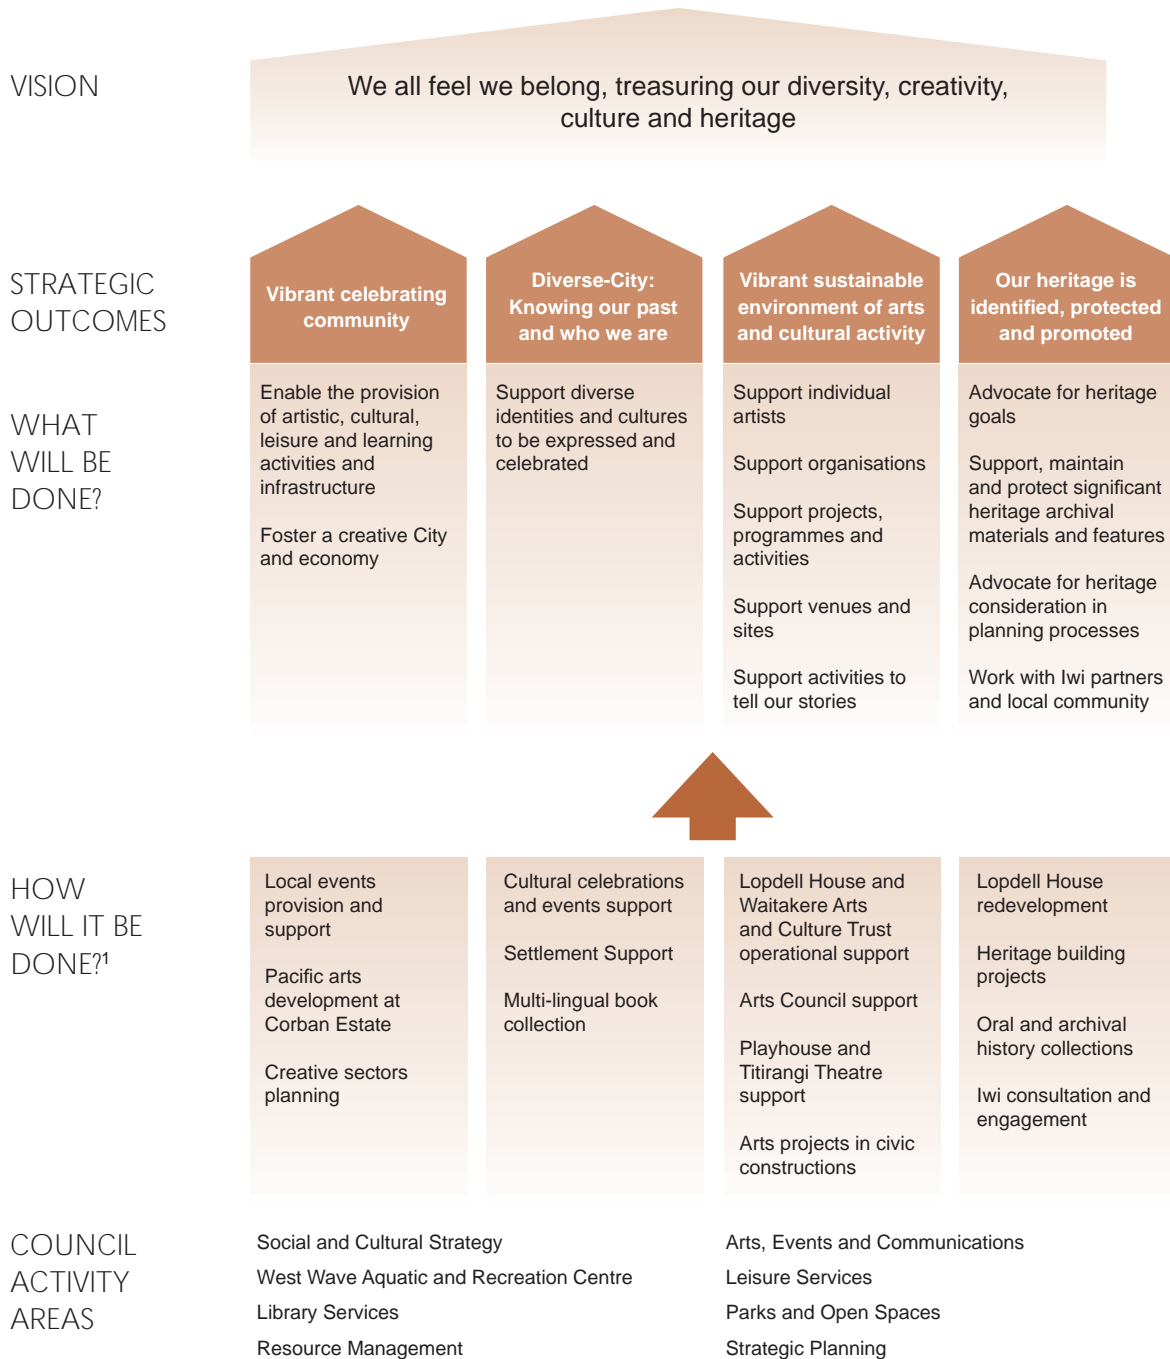 VISION
We all feel we belong, treasuring our diversity, creativity,
culture and heritage
STRATEGIC
OUTCOMES
Vibrant celebrating
community
Diverse-City:
Knowing our past
and who we are
Vibrant sustainable
environment of arts
and cultural activity
Our heritage is
identified, protected
and promoted
WHAT
WILL BE
DONE?
Enable the provision
of artistic, cultural,
leisure and learning
activities and
infrastructure
Foster a creative City
and economy
Support diverse
identities and cultures
to be expressed and
celebrated
Support individual
artists
Support organisations
Support projects,
programmes and
activities
Support venues and
sites
Support activities to
tell our stories
Advocate for heritage
goals
Support, maintain
and protect significant
heritage archival
materials and features
Advocate for heritage
consideration in
planning processes
Work with Iwi partners
and local community
HOW
WILL IT BE
DONE?¹
Local events
provision and
support
Pacific arts
development at
Corban Estate
Creative sectors
planning
Cultural celebrations
and events support
Settlement Support
Multi-lingual book
collection
Lopdell House and
Waitakere Arts
and Culture Trust
operational support
Arts Council support
Playhouse and
Titirangi Theatre
support
Arts projects in civic
constructions
Lopdell House
redevelopment
Heritage building
projects
Oral and archival
history collections
Iwi consultation and
engagement
COUNCIL
ACTIVITY
AREAS
Social and Cultural Strategy
West Wave Aquatic and Recreation Centre
Library Services
Resource Management
Arts, Events and Communications
Leisure Services
Parks and Open Spaces
Strategic Planning